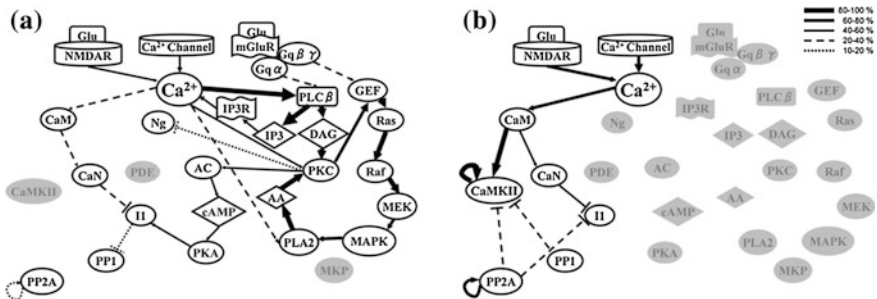 (a)
Glu
NMDAR
Ca2+ Channel
Glu
mGluR
Gqβγ
Gqα
Ca2+
PLCβ
GEF
IP3R
CaM
Ng
IP3
DAG
Ras
CaN
AC
PKC
Raf
PDE
CaMKII
AA
MEK
I1
cAMP
PP1
PKA
PLA2
MAPK
MKP
PP2A
(b)
Glu
NMDAR
Ca2+ Channel
Glu
mGluR
Gqβγ
Gqα
80-100 %
60-80 %
40-60 %
20-40 %
10-20 %
Ca2+
PLCβ
GEF
IP3R
CaM
Ng
IP3
DAG
Ras
CaMKII
CaN
PDE
AC
PKC
Raf
AA
MEK
I1
cAMP
PP1
PKA
PLA2
MAPK
MKP
PP2A